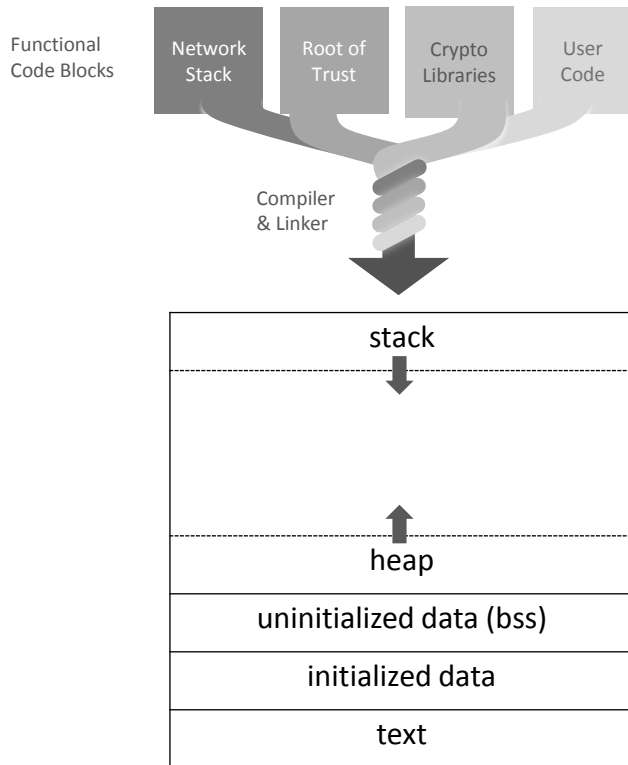 Functional
Code Blocks
Network
Stack
Root of
Trust
Crypto
Libraries
User
Code
Compiler
& Linker
stack
heap
uninitialized data (bss)
initialized data
text